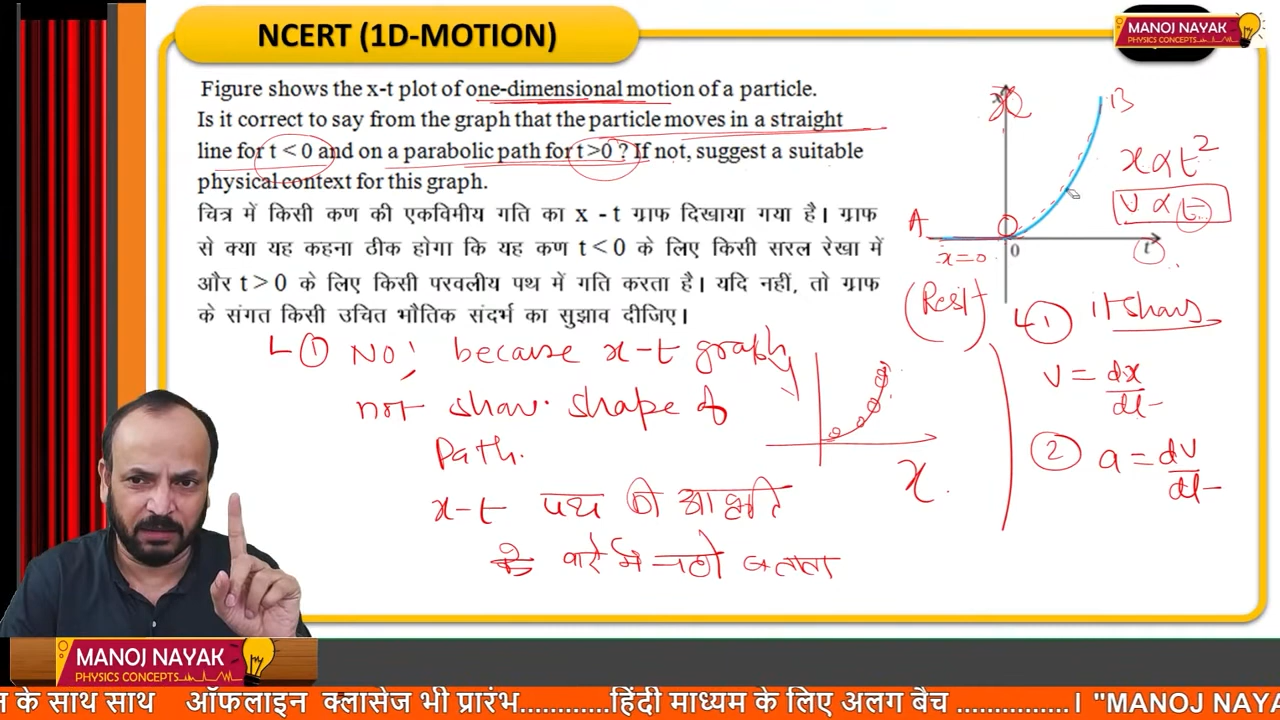 NCERT (1D-MOTION)
MANOJ NAYAK
PHYSICS CONCEPTS
Figure shows the x-t plot of one-dimensional motion of a particle.
Is it correct to say from the graph that the particle moves in a straight
line for t < 0 and on a parabolic path for t >0 ? If not, suggest a suitable
physical context for this graph.
चित्र में किसी कण की एकविमीय गति का x - t ग्राफ दिखाया गया है। ग्राफ
से क्या यह कहना ठीक होगा कि यह कण t < 0 के लिए किसी सरल रेखा में
और t > 0 के लिए किसी परवलीय पथ में गति करता है। यदि नहीं, तो ग्राफ
के संगत किसी उचित भौतिक संदर्भ का सुझाव दीजिए।
x
B
x ∝ t²
v ∝ t
A
0
t
x=0
(Rest)
① NO! because x-t graph
not show shape of
Path.
x-t पथ की आकृति
के बारे में नहीं बताता
x
① it shows
v = dx/dt
② a = dv/dt
MANOJ NAYAK
PHYSICS CONCEPTS
के साथ साथ ऑफलाइन क्लासेज भी प्रारंभ............हिंदी माध्यम के लिए अलग बैच ...............। "MANOJ NAYA